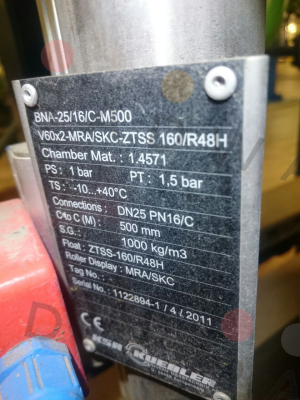 BNA-25/16/C-M500
V60x2-MRA/SKC-ZTSS 160/R48H
Chamber Mat. : 1.4571
PS : 1 bar PT : 1,5 bar
TS : -10...+40°C
Connections : DN25 PN16/C
C to C (M) : 500 mm
S.G. : 1000 kg/m3
Float : ZTSS-160/R48H
Roller Display : MRA/SKC
Tag No. :
Serial No. : 1122894-1 / 4 / 2011
CE
KSR KUEBLER